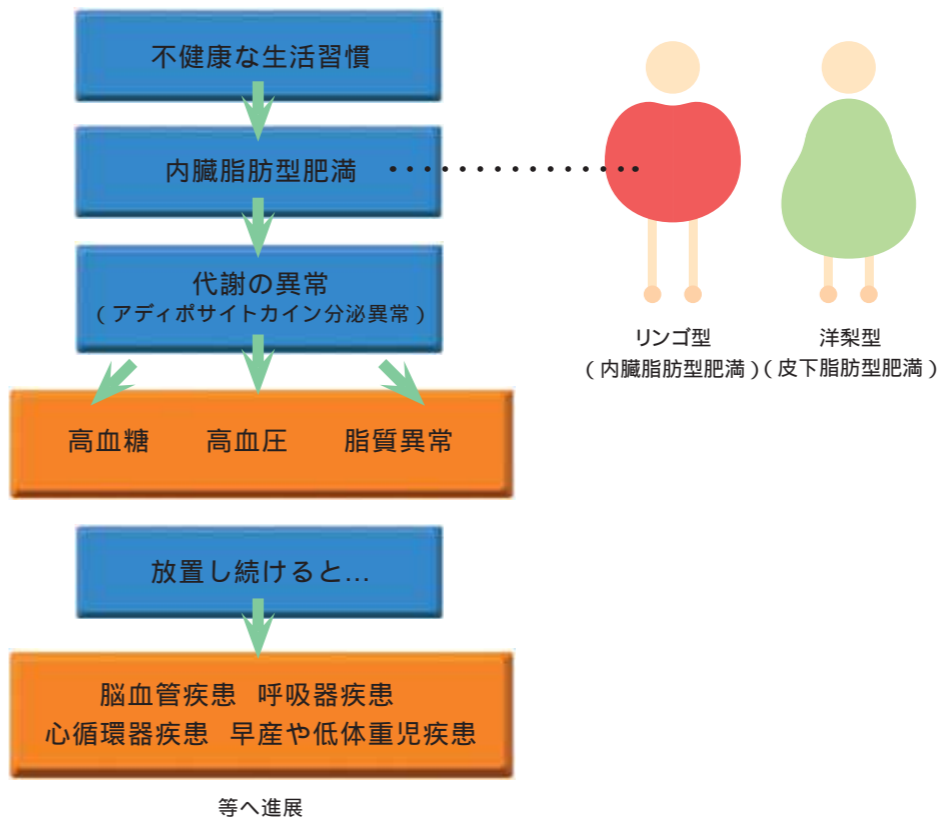 不健康な生活習慣
内臓脂肪型肥満
代謝の異常
(アディポサイトカイン分泌異常)
高血糖 高血圧 脂質異常
放置し続けると...
脳血管疾患 呼吸器疾患
心循環器疾患 早産や低体重児疾患
等へ進展
リンゴ型
(内臓脂肪型肥満)
洋梨型
(皮下脂肪型肥満)